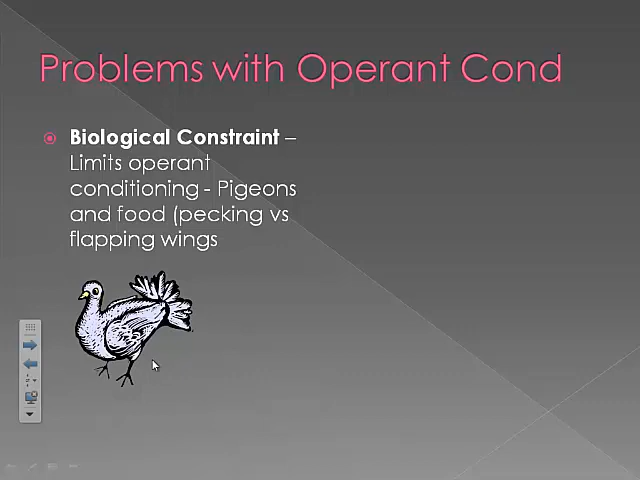 Problems with Operant Cond
Biological Constraint –
Limits operant
conditioning - Pigeons
and food (pecking vs
flapping wings